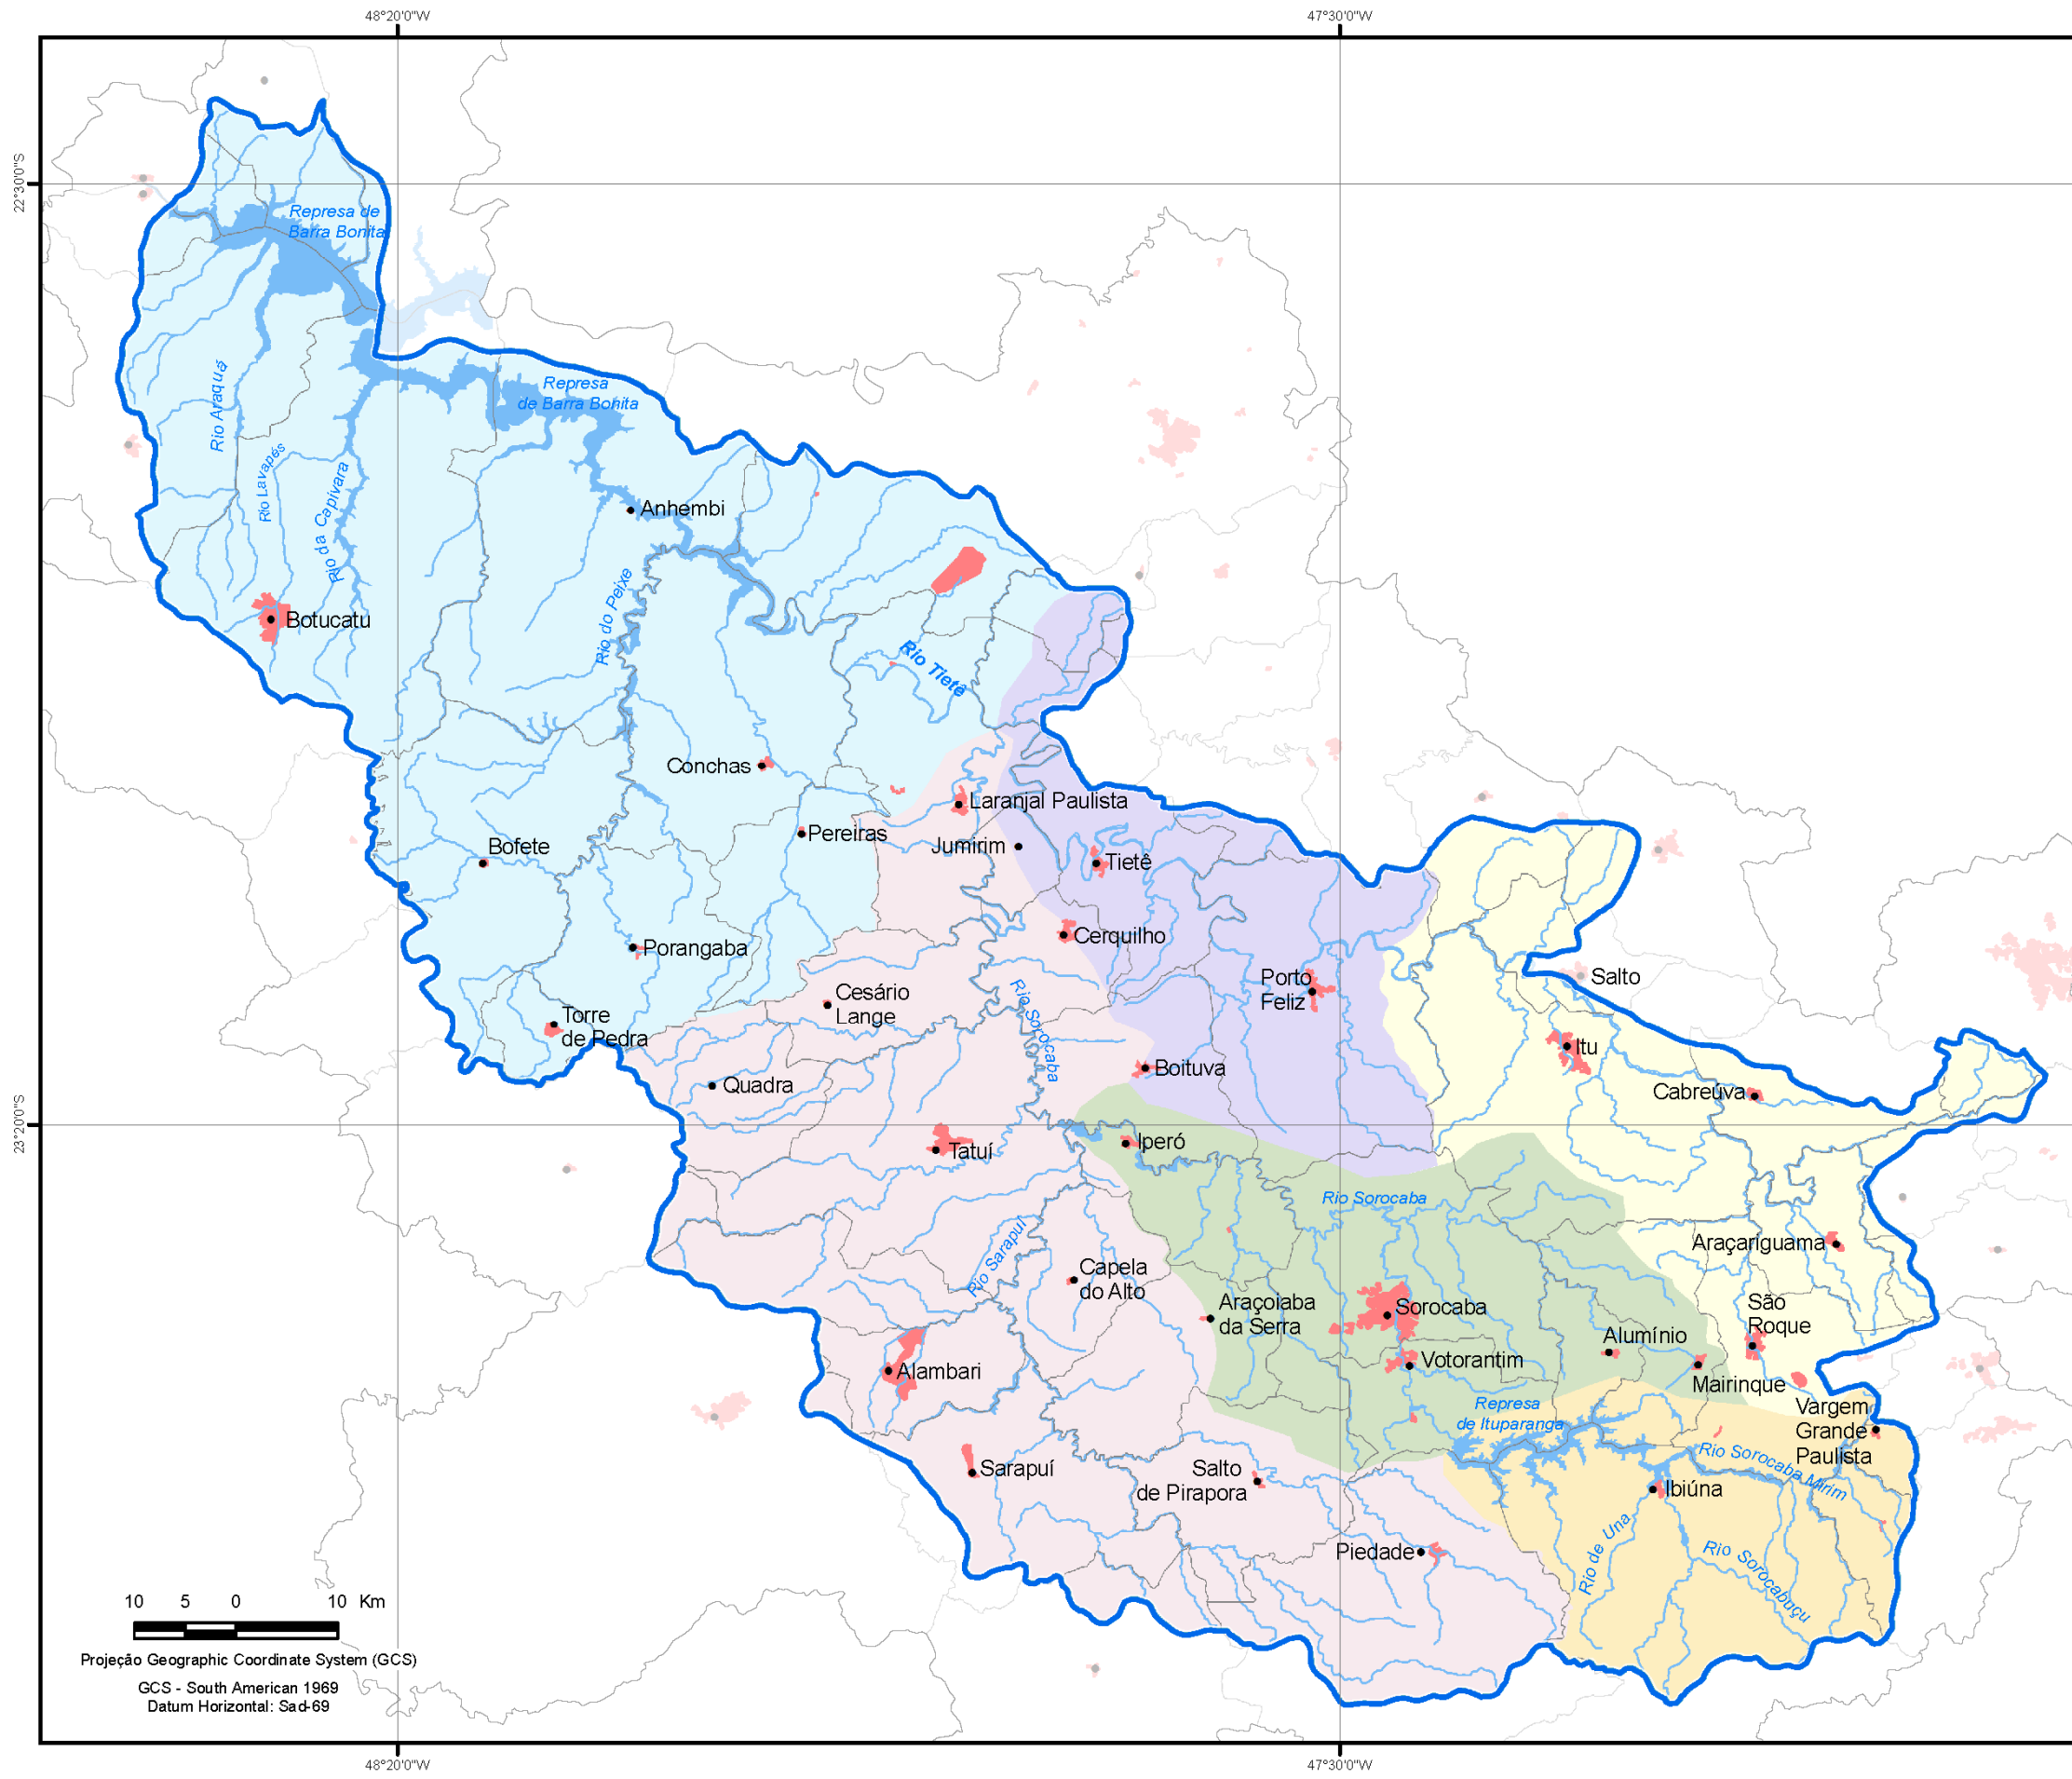 48°20'0"W
47°30'0"W
22°30'0"S
Represa de
Barra Bonita
Represa
de Barra Bonita
Rio Araquá
Rio Lavapés
Rio da Capivara
Anhembi
Rio do Peixe
Botucatu
Rio Tietê
Conchas
Laranjal Paulista
Pereiras
Jumirim
Bofete
Tietê
Porangaba
Cerquilho
Porto
Feliz
Salto
Cesário
Lange
Rio Sorocaba
Torre
de Pedra
Itu
Quadra
Boituva
Cabreúva
23°20'0"S
Iperó
Tatuí
Rio Sorocaba
Rio Sarapuí
Araçariguama
Capela
do Alto
Araçoiaba
da Serra
Sorocaba
São
Roque
Alumínio
Votorantim
Alambari
Mairinque
Represa
de Ituparanga
Vargem
Grande
Paulista
Rio Sorocaba Mirim
Sarapuí
Salto
de Pirapora
Ibiúna
Piedade
Rio de Una
Rio Sorocabuçu
10 5 0 10 Km
Projeção Geographic Coordinate System (GCS)
GCS - South American 1969
Datum Horizontal: Sad-69
48°20'0"W
47°30'0"W